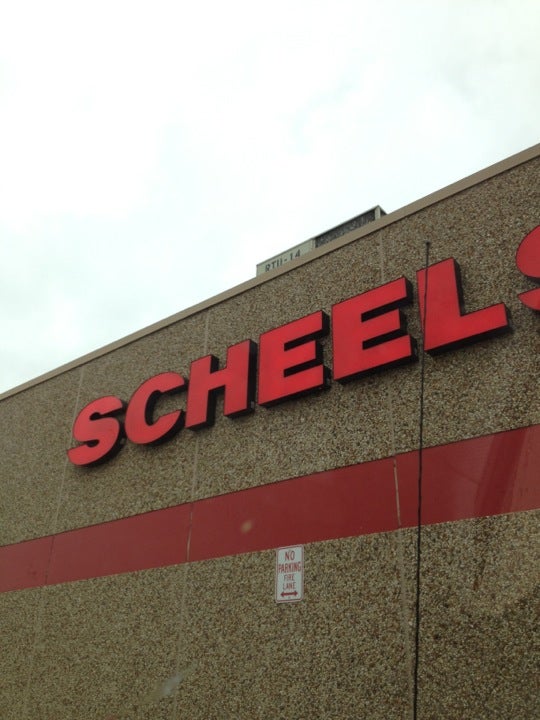 RTU-14
SCHEELS
NO
PARKING
FIRE
LANE